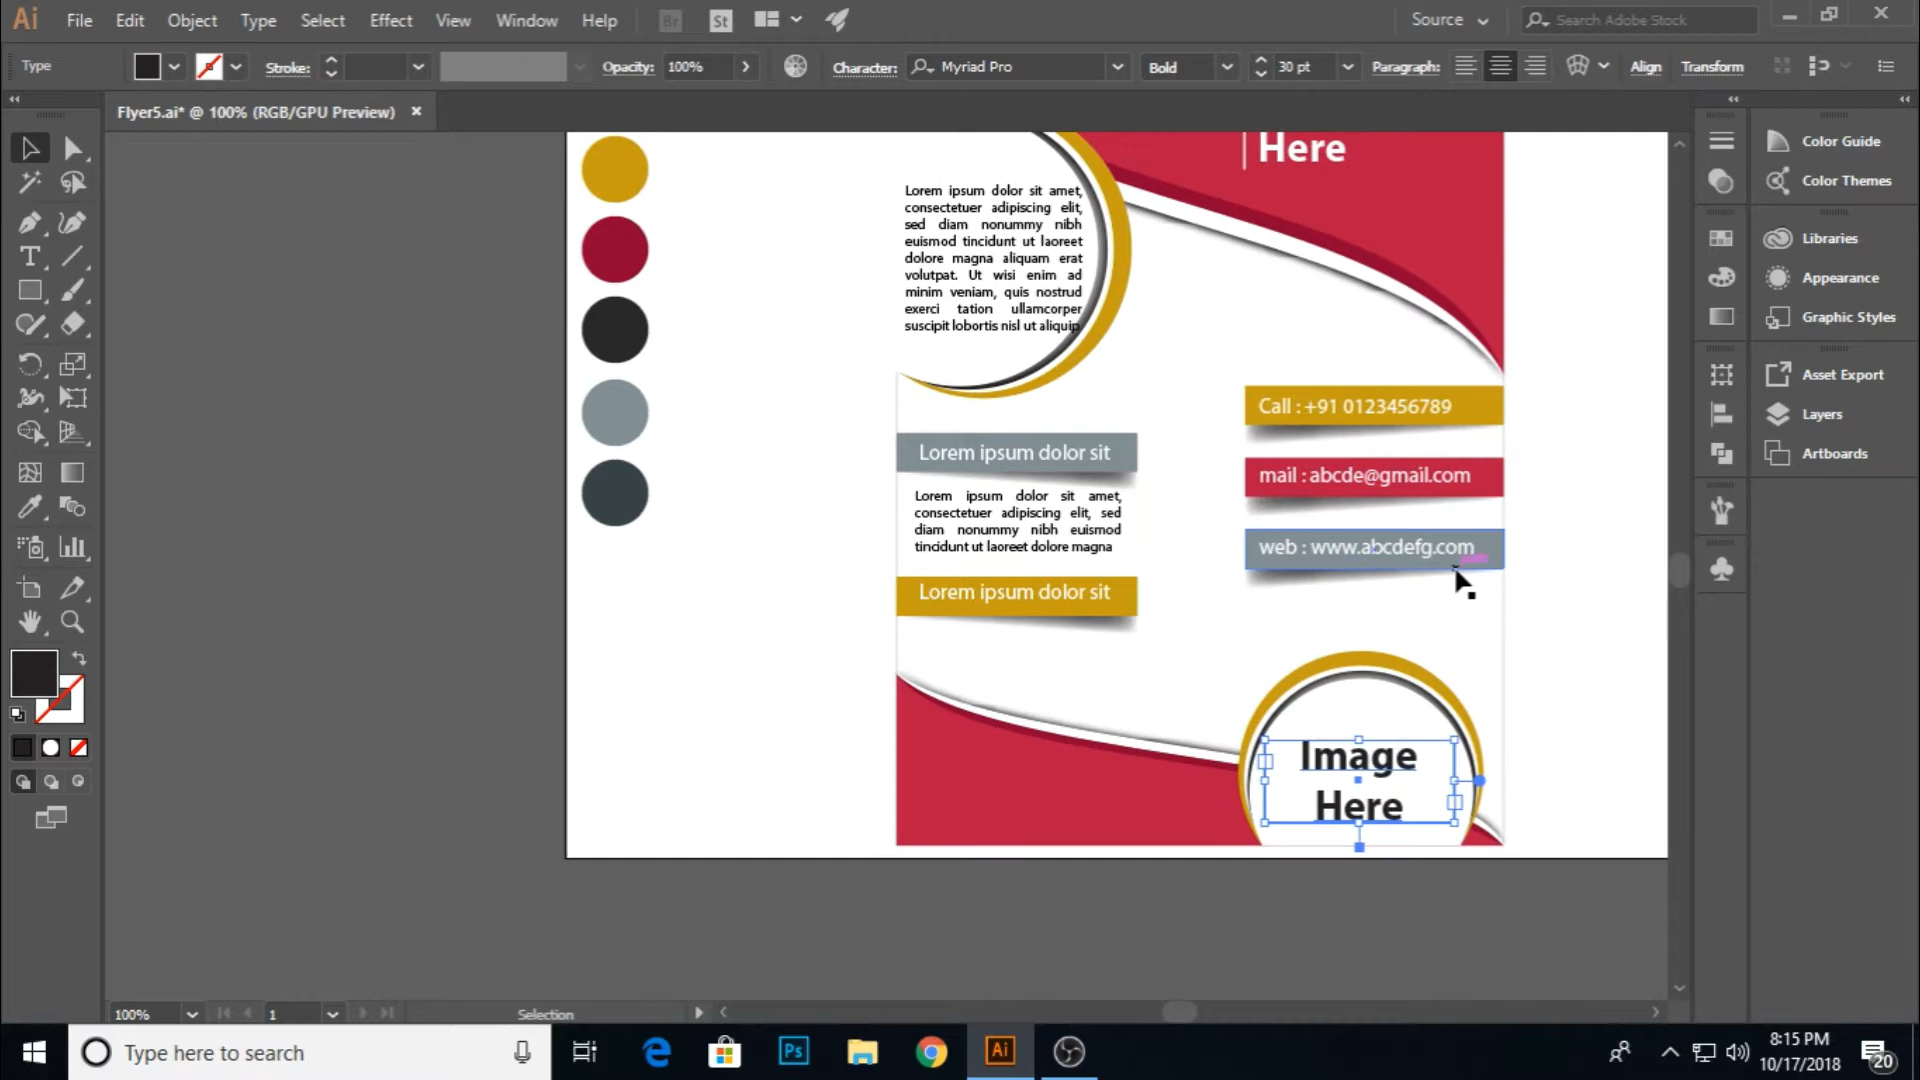 Ai File Edit Object Type Select Effect View Window Help Br St Source Search Adobe Stock
Type Stroke: Opacity: 100% Character: Myriad Pro Bold 30 pt Paragraph: Align Transform
Flyer5.ai* @ 100% (RGB/GPU Preview)
Here
Lorem ipsum dolor sit amet,
consectetuer adipiscing elit,
sed diam nonummy nibh
euismod tincidunt ut laoreet
dolore magna aliquam erat
volutpat. Ut wisi enim ad
minim veniam, quis nostrud
exerci tation ullamcorper
suscipit lobortis nisl ut aliquip
Call : +91 0123456789
mail : abcde@gmail.com
web : www.abcdefg.com
Lorem ipsum dolor sit
Lorem ipsum dolor sit amet,
consectetuer adipiscing elit, sed
diam nonummy nibh euismod
tincidunt ut laoreet dolore magna
Lorem ipsum dolor sit
Image
Here
Color Guide
Color Themes
Libraries
Appearance
Graphic Styles
Asset Export
Layers
Artboards
100% 1 Selection
Type here to search Ps Ai
8:15 PM
10/17/2018
20